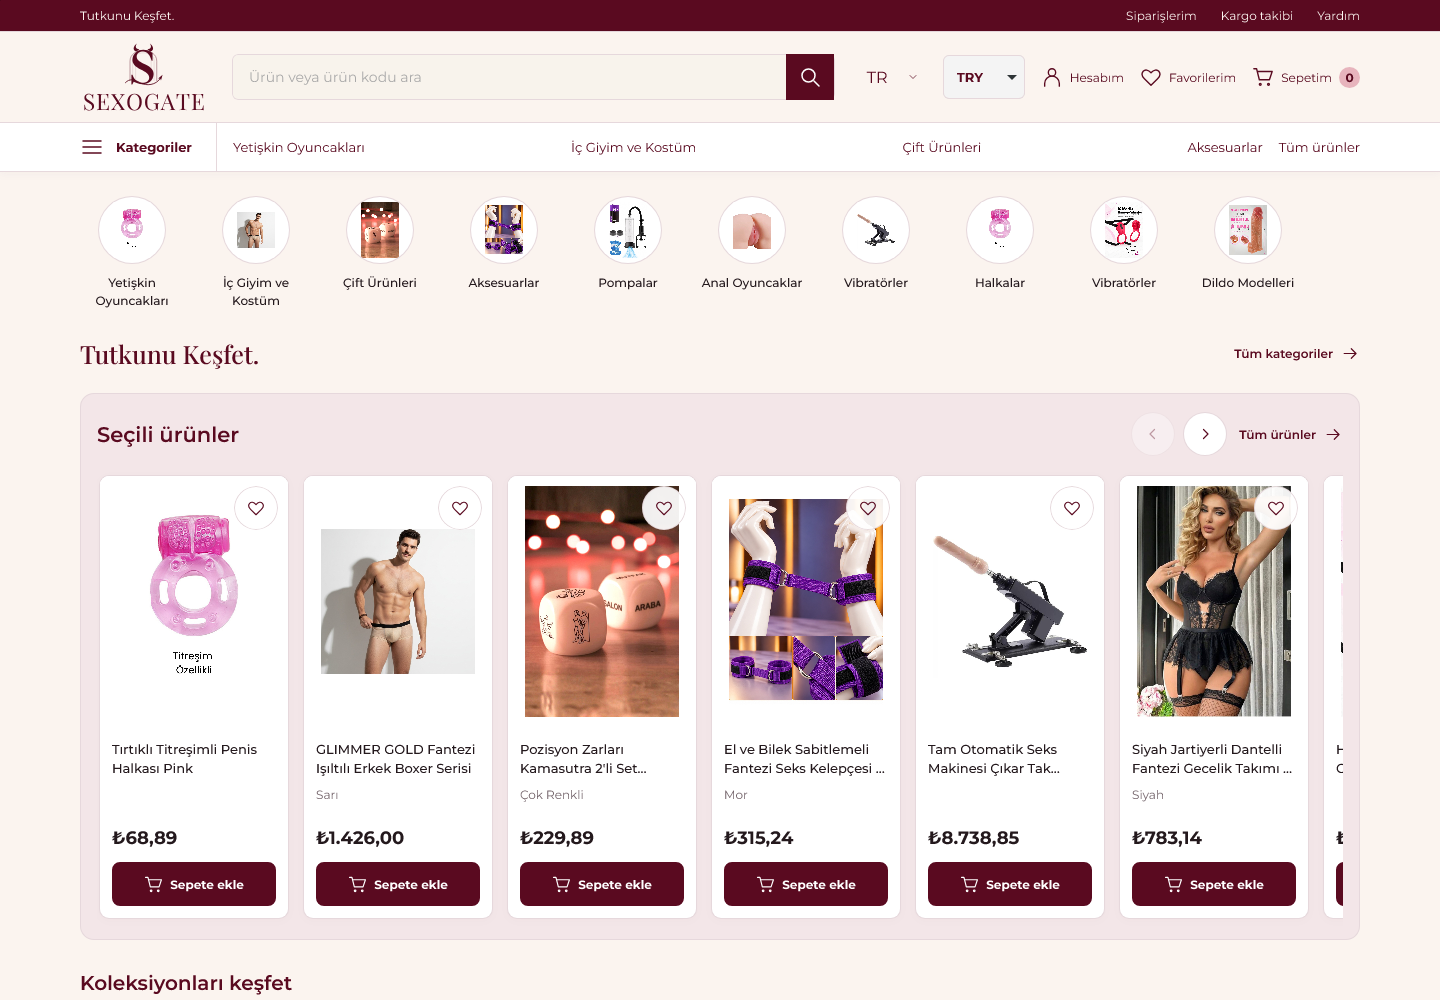 Tutkunu Keşfet.
Siparişlerim
Kargo takibi
Yardım
S
SEXOGATE
Ürün veya ürün kodu ara
TR
TRY
Hesabım
Favorilerim
Sepetim 0
Kategoriler
Yetişkin Oyuncakları
İç Giyim ve Kostüm
Çift Ürünleri
Aksesuarlar
Tüm ürünler
Yetişkin
Oyuncakları
İç Giyim ve
Kostüm
Çift Ürünleri
Aksesuarlar
Pompalar
Anal Oyuncaklar
Vibratörler
Halkalar
Vibratörler
Dildo Modelleri
Tutkunu Keşfet.
Tüm kategoriler
Seçili ürünler
Tüm ürünler
Titreşim
Özellikli
ARABA
Tırtıklı Titreşimli Penis
Halkası Pink
₺68,89
Sepete ekle
GLIMMER GOLD Fantezi
Işıltılı Erkek Boxer Serisi
Sarı
₺1.426,00
Sepete ekle
Pozisyon Zarları
Kamasutra 2'li Set...
Çok Renkli
₺229,89
Sepete ekle
El ve Bilek Sabitlemeli
Fantezi Seks Kelepçesi ...
Mor
₺315,24
Sepete ekle
Tam Otomatik Seks
Makinesi Çıkar Tak...
₺8.738,85
Sepete ekle
Siyah Jartiyerli Dantelli
Fantezi Gecelik Takımı ...
Siyah
₺783,14
Sepete ekle
Koleksiyonları keşfet